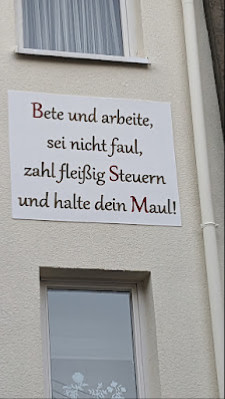 Bete und arbeite,
sei nicht faul,
zahl fleißig Steuern
und halte dein Maul!